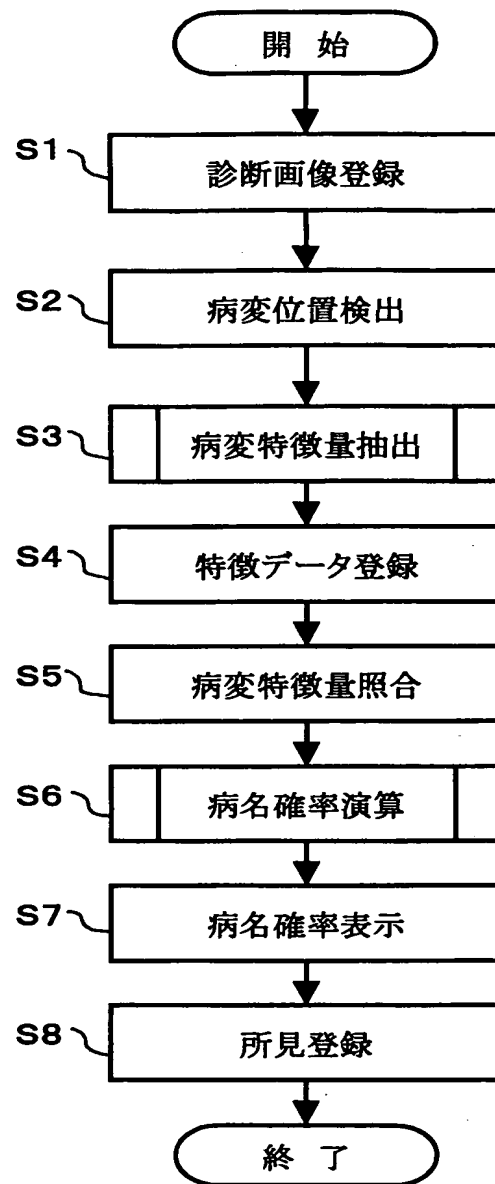 開 始
S1 診断画像登録
S2 病変位置検出
S3 病変特徴量抽出
S4 特徴データ登録
S5 病変特徴量照合
S6 病名確率演算
S7 病名確率表示
S8 所見登録
終 了